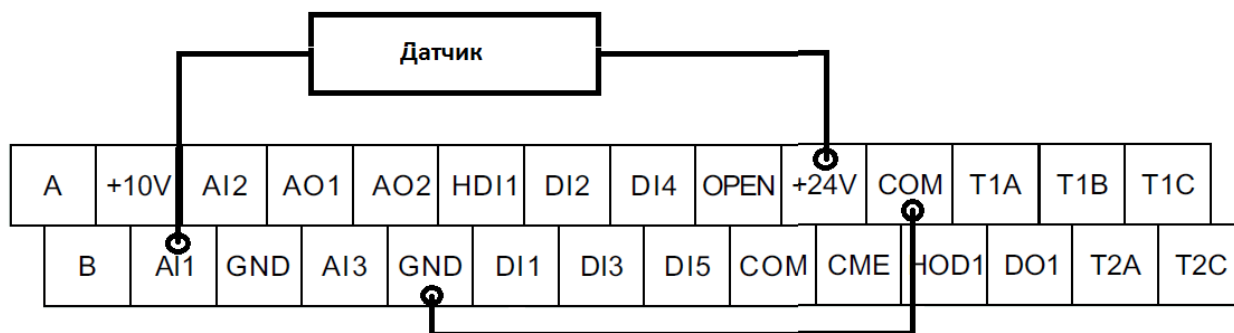 Датчик
A +10V AI2 AO1 AO2 HDI1 DI2 DI4 OPEN +24V COM T1A T1B T1C
B AI1 GND AI3 GND DI1 DI3 DI5 COM CME HOD1 DO1 T2A T2C